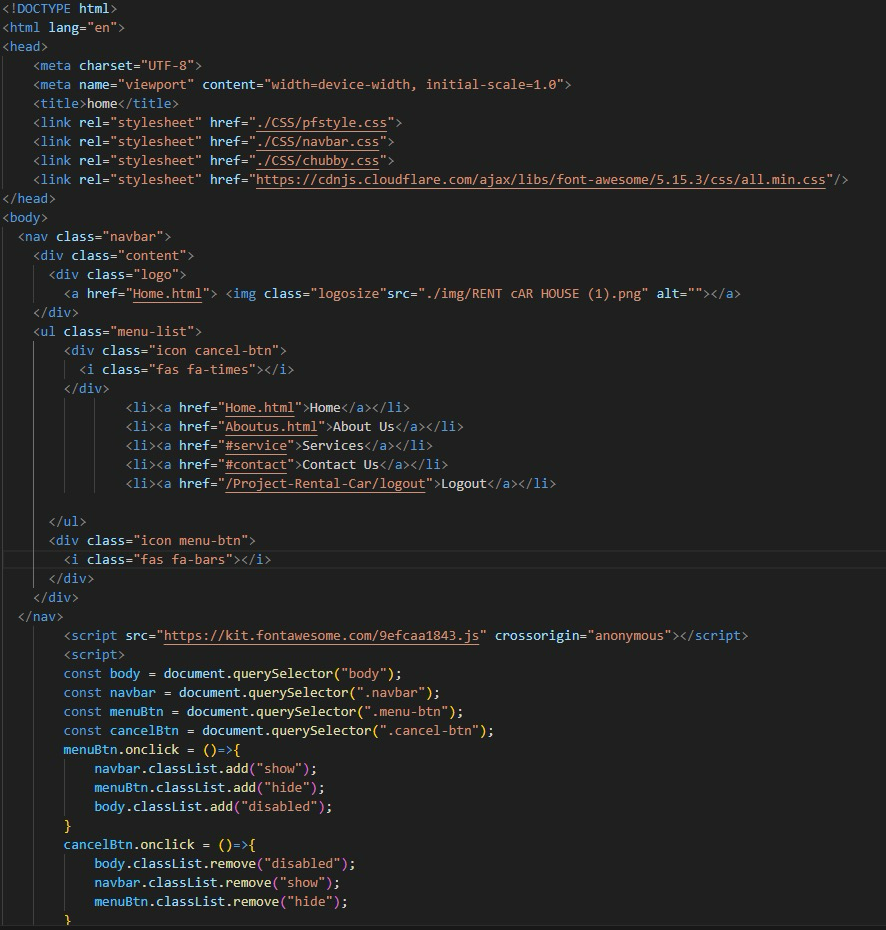 <!DOCTYPE html>
<html lang="en">
<head>
    <meta charset="UTF-8">
    <meta name="viewport" content="width=device-width, initial-scale=1.0">
    <title>home</title>
    <link rel="stylesheet" href="./CSS/pfstyle.css">
    <link rel="stylesheet" href="./CSS/navbar.css">
    <link rel="stylesheet" href="./CSS/chubby.css">
    <link rel="stylesheet" href="https://cdnjs.cloudflare.com/ajax/libs/font-awesome/5.15.3/css/all.min.css"/>
</head>
<body>
  <nav class="navbar">
    <div class="content">
      <div class="logo">
        <a href="Home.html"> <img class="logosize"src="./img/RENT cAR HOUSE (1).png" alt=""></a>
    </div>
    <ul class="menu-list">
        <div class="icon cancel-btn">
          <i class="fas fa-times"></i>
        </div>
                <li><a href="Home.html">Home</a></li>
                <li><a href="Aboutus.html">About Us</a></li>
                <li><a href="#service">Services</a></li>
                <li><a href="#contact">Contact Us</a></li>
                <li><a href="/Project-Rental-Car/logout">Logout</a></li>
      </ul>
      <div class="icon menu-btn">
        <i class="fas fa-bars"></i>
      </div>
    </div>
  </nav>
        <script src="https://kit.fontawesome.com/9efcaa1843.js" crossorigin="anonymous"></script>
        <script>
        const body = document.querySelector("body");
        const navbar = document.querySelector(".navbar");
        const menuBtn = document.querySelector(".menu-btn");
        const cancelBtn = document.querySelector(".cancel-btn");
        menuBtn.onclick = ()=>{
            navbar.classList.add("show");
            menuBtn.classList.add("hide");
            body.classList.add("disabled");
        }
        cancelBtn.onclick = ()=>{
            body.classList.remove("disabled");
            navbar.classList.remove("show");
            menuBtn.classList.remove("hide");
        }